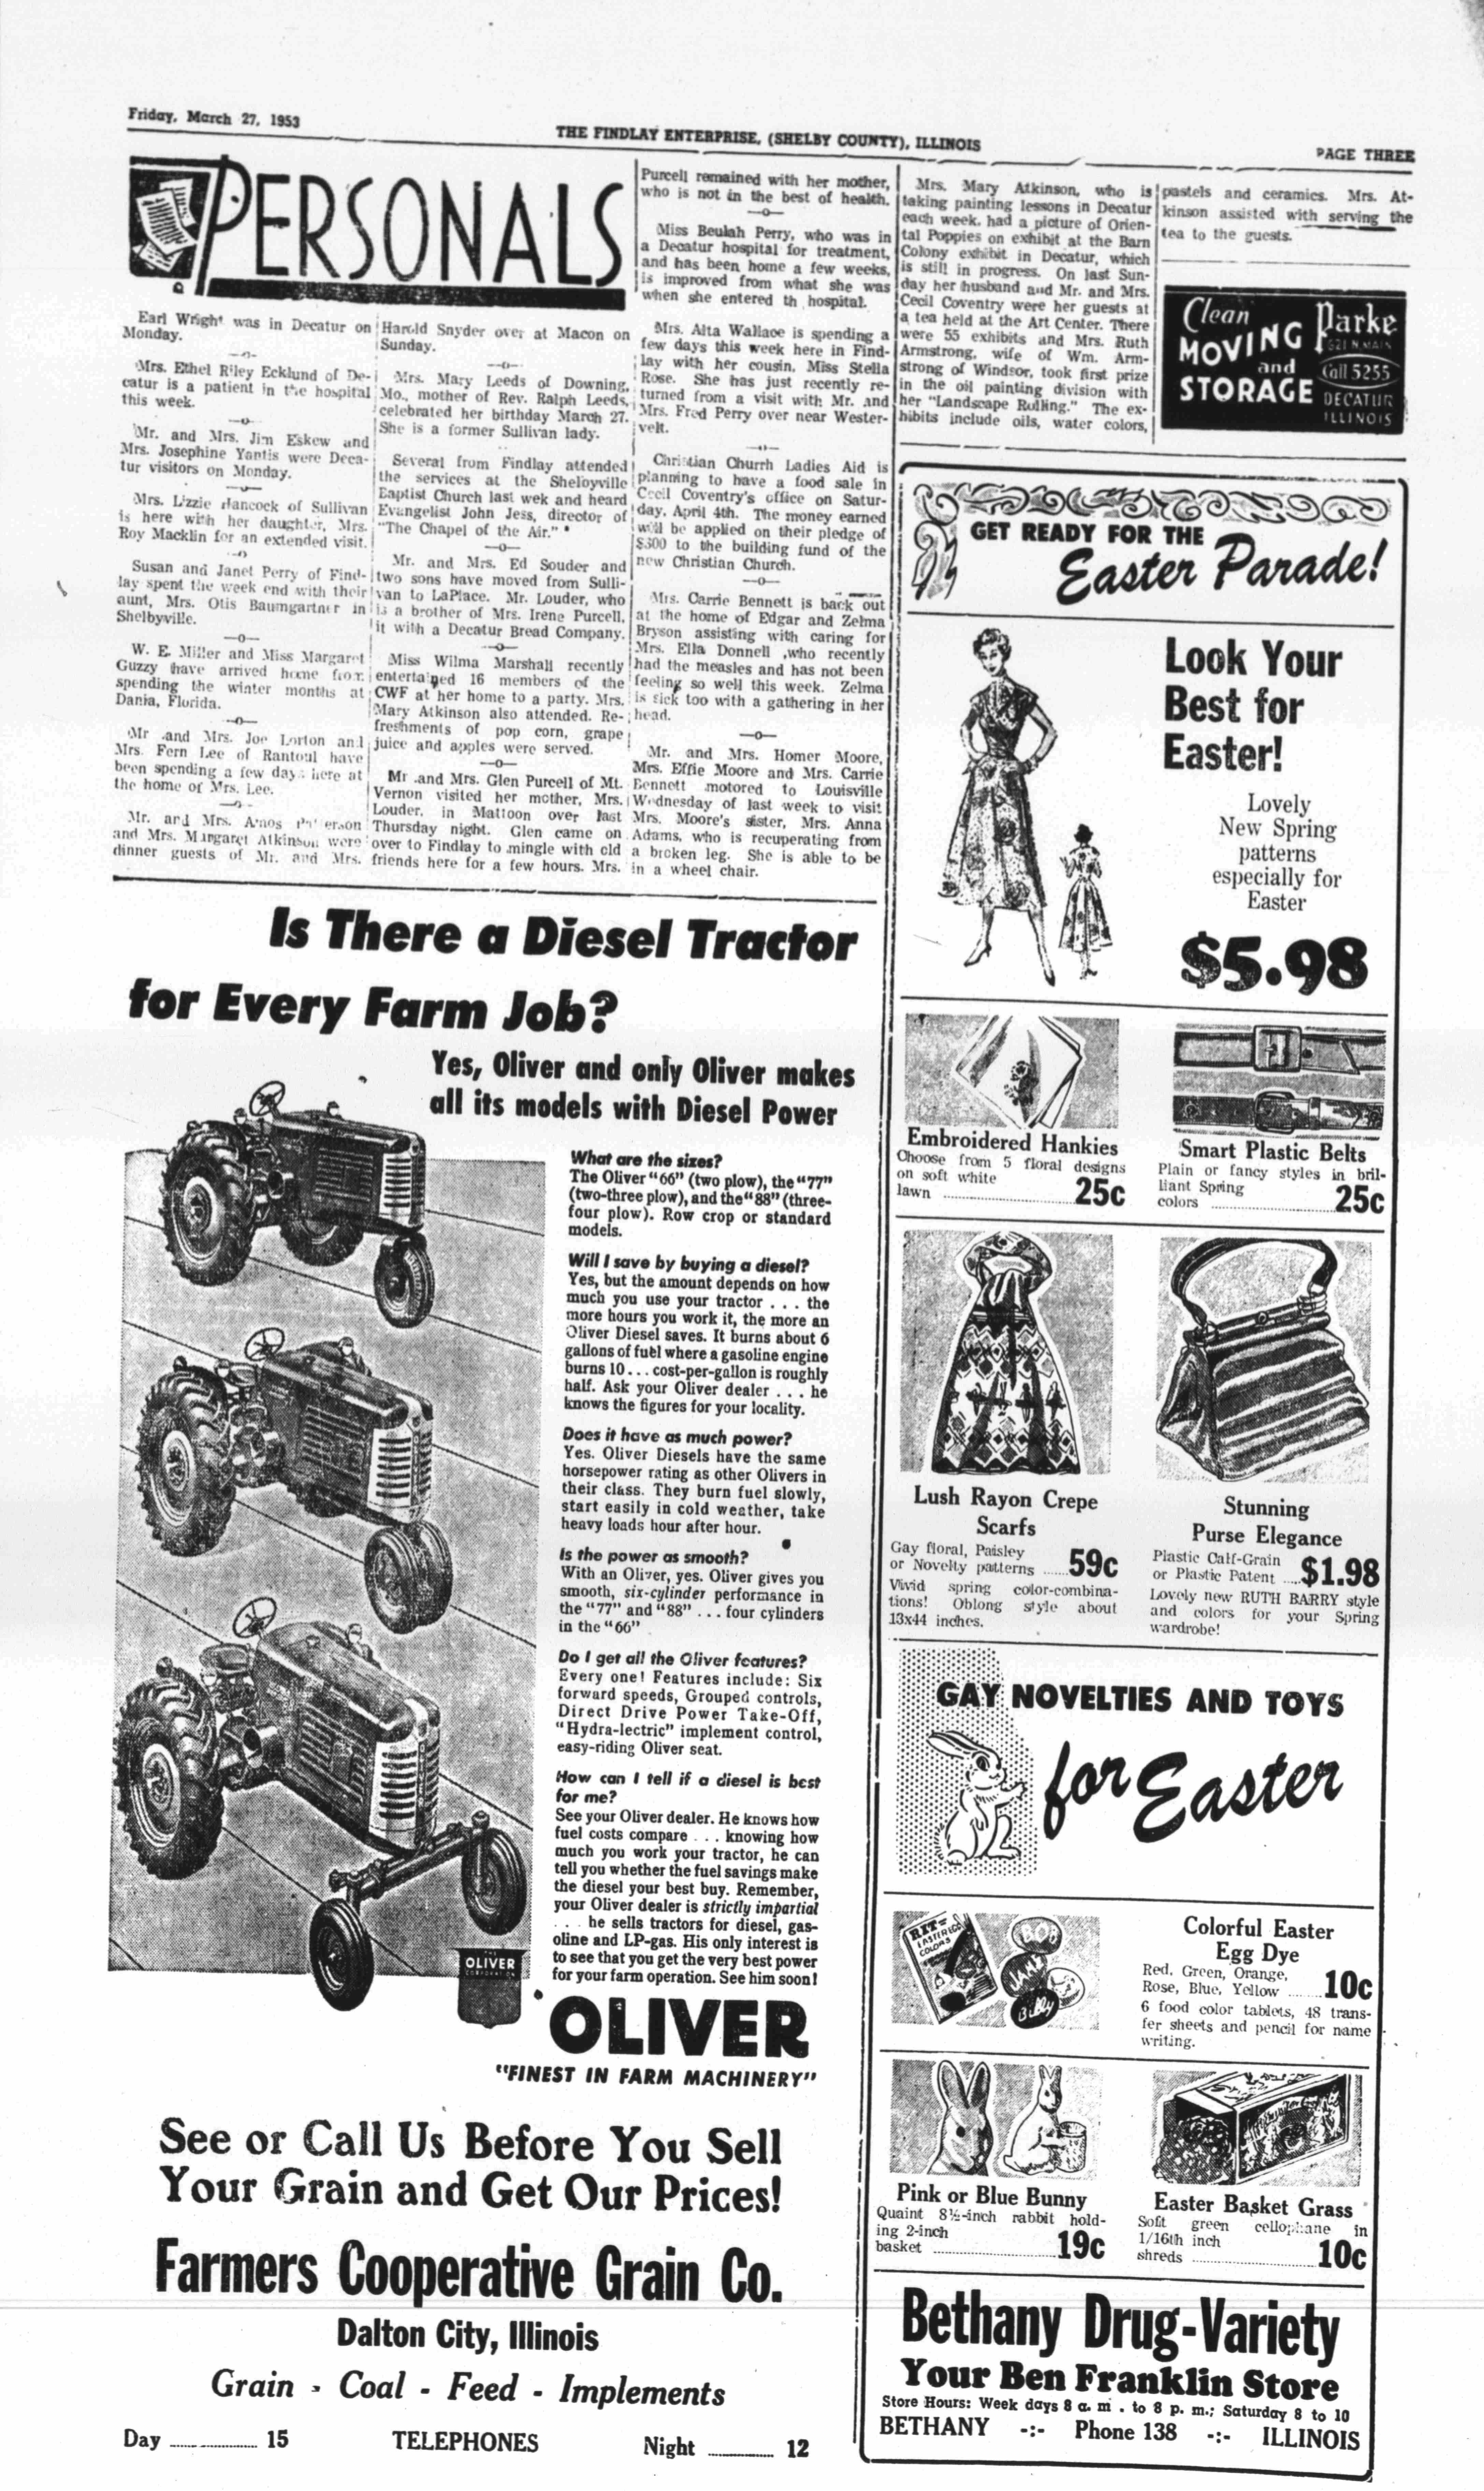 Friday, March 27, 1953
THE FINDLAY ENTERPRISE, (SHELBY COUNTY), ILLINOIS
PAGE THREE
PERSONALS
Earl Wright was in Decatur on
Monday.
Mrs. Ethel Riley Ecklund of De-
catur is a patient in the hospital
this week.
—o—
Mr. and Mrs. Jim Eskew and
Mrs. Josephine Yantis were Deca-
tur visitors on Monday.
Mrs. Lizzie Hancock of Sullivan
is here with her daughter, Mrs.
Roy Macklin for an extended visit.
Susan and Janet Perry of Find-
lay spent the week end with their
aunt, Mrs. Otis Baumgartner in
Shelbyville.
—o—
W. E. Miller and Miss Margaret
Guzzy have arrived home from
spending the winter months at
Dania, Florida.
—o—
Mr .and Mrs. Joe Lorton and
Mrs. Fern Lee of Rantoul have
been spending a few days here at
the home of Mrs. Lee.
Mr. and Mrs. Amos
and Mrs. Margaret Atkinson were
dinner guests of Mr. and Mrs.
Harold Snyder over at Macon on
Sunday.
—o—
Mrs. Mary Leeds of Downing,
Mo., mother of Rev. Ralph Leeds,
celebrated her birthday March 27.
She is a former Sullivan lady.
Several from Findlay attended
the services at the Shelbyville
Baptist Church last wek and heard
Evangelist John Jess, director of
"The Chapel of the Air."
—o—
Mr. and Mrs. Ed Souder and
two sons have moved from Sulli-
van to LaPlace. Mr. Louder, who
is a brother of Mrs. Irene Purcell,
it with a Decatur Bread Company.
—o—
Miss Wilma Marshall recently
entertained 16 members of the
CWF at her home to a party. Mrs.
Mary Atkinson also attended. Re-
freshments of pop corn, grape
juice and apples were served.
—o—
Mr .and Mrs. Glen Purcell of Mt.
Vernon visited her mother, Mrs.
Louder, in Mattoon over last
Thursday night. Glen came on
over to Findlay to mingle with old
friends here for a few hours. Mrs.
Purcell remained with her mother,
who is not in the best of health.
—o—
Miss Beulah Perry, who was in
a Decatur hospital for treatment,
and has been home a few weeks,
is improved from what she was
when she entered th hospital.
Mrs. Alta Wallace is spending a
few days this week here in Find-
lay with her cousin, Miss Stella
Rose. She has just recently re-
turned from a visit with Mr. and
Mrs. Fred Perry over near Wester-
velt.
—o—
Christian Churrh Ladies Aid is
planning to have a food sale in
Cecil Coventry's office on Satur-
day, April 4th. The money earned
will be applied on their pledge of
$300 to the building fund of the
new Christian Church.
—o—
Mrs. Carrie Bennett is back out
at the home of Edgar and Zelma
Bryson assisting with caring for
Mrs. Ella Donnell ,who recently
had the measles and has not been
feeling so well this week. Zelma
is sick too with a gathering in her
head.
—o—
Mr. and Mrs. Homer Moore,
Mrs. Effie Moore and Mrs. Carrie
Bennett motored to Louisville
Wednesday of last week to visit
Mrs. Moore's sister, Mrs. Anna
Adams, who is recuperating from
a broken leg. She is able to be
in a wheel chair.
Mrs. Mary Atkinson, who is
taking painting lessons in Decatur
each week, had a picture of Orien-
tal Poppies on exhibit at the Barn
Colony exhibit in Decatur, which
is still in progress. On last Sun-
day her husband and Mr. and Mrs.
Cecil Coventry were her guests at
a tea held at the Art Center. There
were 55 exhibits and Mrs. Ruth
Armstrong, wife of Wm. Arm-
strong of Windsor, took first prize
in the oil painting division with
her "Landscape Rulling." The ex-
hibits include oils, water colors,
pastels and ceramics. Mrs. At-
kinson assisted with serving the
tea to the guests.
Clean
MOVING
and
STORAGE
Parke
321 N. MAIN
Call 5255
DECATUR
ILLINOIS
Is There a Diesel Tractor
for Every Farm Job?
Yes, Oliver and only Oliver makes
all its models with Diesel Power
What are the sizes?
The Oliver "66" (two plow), the "77"
(two-three plow), and the "88" (three-
four plow). Row crop or standard
models.
Will I save by buying a diesel?
Yes, but the amount depends on how
much you use your tractor . . . the
more hours you work it, the more an
Oliver Diesel saves. It burns about 6
gallons of fuel where a gasoline engine
burns 10 . . . cost-per-gallon is roughly
half. Ask your Oliver dealer . . . he
knows the figures for your locality.
Does it have as much power?
Yes. Oliver Diesels have the same
horsepower rating as other Olivers in
their class. They burn fuel slowly,
start easily in cold weather, take
heavy loads hour after hour.
Is the power as smooth?
With an Oliver, yes. Oliver gives you
smooth, six-cylinder performance in
the "77" and "88" . . . four cylinders
in the "66"
Do I get all the Oliver features?
Every one! Features include: Six
forward speeds, Grouped controls,
Direct Drive Power Take-Off,
"Hydra-lectric" implement control,
easy-riding Oliver seat.
How can I tell if a diesel is best
for me?
See your Oliver dealer. He knows how
fuel costs compare . . . knowing how
much you work your tractor, he can
tell you whether the fuel savings make
the diesel your best buy. Remember,
your Oliver dealer is strictly impartial
. . . he sells tractors for diesel, gas-
oline and LP-gas. His only interest is
to see that you get the very best power
for your farm operation. See him soon!
THE
OLIVER
CORPORATION
OLIVER
"FINEST IN FARM MACHINERY"
See or Call Us Before You Sell
Your Grain and Get Our Prices!
Farmers Cooperative Grain Co.
Dalton City, Illinois
Grain - Coal - Feed - Implements
Day ........ 15 TELEPHONES Night ........ 12
GET READY FOR THE
Easter Parade!
Look Your
Best for
Easter!
Lovely
New Spring
patterns
especially for
Easter
$5.98
Embroidered Hankies
Choose from 5 floral designs
on soft white
lawn ........ 25c
Smart Plastic Belts
Plain or fancy styles in bril-
liant Spring
colors ........ 25c
Lush Rayon Crepe
Scarfs
Gay floral, Paisley
or Novelty patterns ...... 59c
Vivid spring color-combina-
tions! Oblong style about
13x44 inches.
Stunning
Purse Elegance
Plastic Calf-Grain
or Plastic Patent ..... $1.98
Lovely new RUTH BARRY style
and colors for your Spring
wardrobe!
GAY NOVELTIES AND TOYS
for Easter
RIT
EASTER EGG
COLORS
BOB
JANE
Billy
Colorful Easter
Egg Dye
Red, Green, Orange,
Rose, Blue, Yellow ........ 10c
6 food color tablets, 48 trans-
fer sheets and pencil for name
writing.
Pink or Blue Bunny
Quaint 8½-inch rabbit hold-
ing 2-inch
basket ........ 19c
Easter Basket Grass
Soft green cellophane in
1/16th inch
shreds ........ 10c
Bethany Drug-Variety
Your Ben Franklin Store
Store Hours: Week days 8 a. m . to 8 p. m.; Saturday 8 to 10
BETHANY -:- Phone 138 -:- ILLINOIS